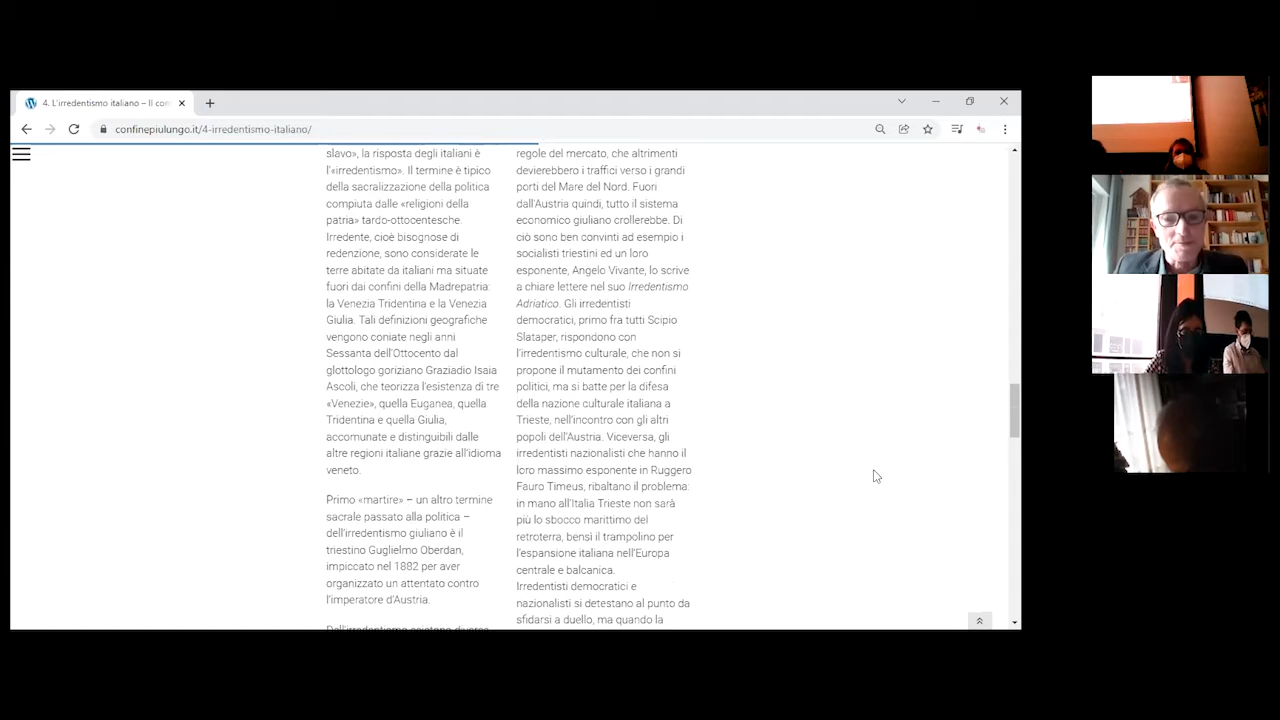 4. L'irredentismo italiano – Il con
confinepiulungo.it/4-irredentismo-italiano/
slavo», la risposta degli italiani è
l'«irredentismo». Il termine è tipico
della sacralizzazione della politica
compiuta dalle «religioni della
patria» tardo-ottocentesche.
Irredente, cioè bisognose di
redenzione, sono considerate le
terre abitate da italiani ma situate
fuori dai confini della Madrepatria:
la Venezia Tridentina e la Venezia
Giulia. Tali definizioni geografiche
vengono coniate negli anni
Sessanta dell'Ottocento dal
glottologo goriziano Graziadio Isaia
Ascoli, che teorizza l'esistenza di tre
«Venezie», quella Euganea, quella
Tridentina e quella Giulia,
accomunate e distinguibili dalle
altre regioni italiane grazie all'idioma
veneto.
Primo «martire» – un altro termine
sacrale passato alla politica –
dell'irredentismo giuliano è il
triestino Guglielmo Oberdan,
impiccato nel 1882 per aver
organizzato un attentato contro
l'imperatore d'Austria.
Dell'irredentismo esistono diverse
regole del mercato, che altrimenti
devierebbero i traffici verso i grandi
porti del Mare del Nord. Fuori
dall'Austria quindi, tutto il sistema
economico giuliano crollerebbe. Di
ciò sono ben convinti ad esempio i
socialisti triestini ed un loro
esponente, Angelo Vivante, lo scrive
a chiare lettere nel suo Irredentismo
Adriatico. Gli irredentisti
democratici, primo fra tutti Scipio
Slataper, rispondono con
l'irredentismo culturale, che non si
propone il mutamento dei confini
politici, ma si batte per la difesa
della nazione culturale italiana a
Trieste, nell'incontro con gli altri
popoli dell'Austria. Viceversa, gli
irredentisti nazionalisti che hanno il
loro massimo esponente in Ruggero
Fauro Timeus, ribaltano il problema:
in mano all'Italia Trieste non sarà
più lo sbocco marittimo del
retroterra, bensì il trampolino per
l'espansione italiana nell'Europa
centrale e balcanica.
Irredentisti democratici e
nazionalisti si detestano al punto da
sfidarsi a duello, ma quando la